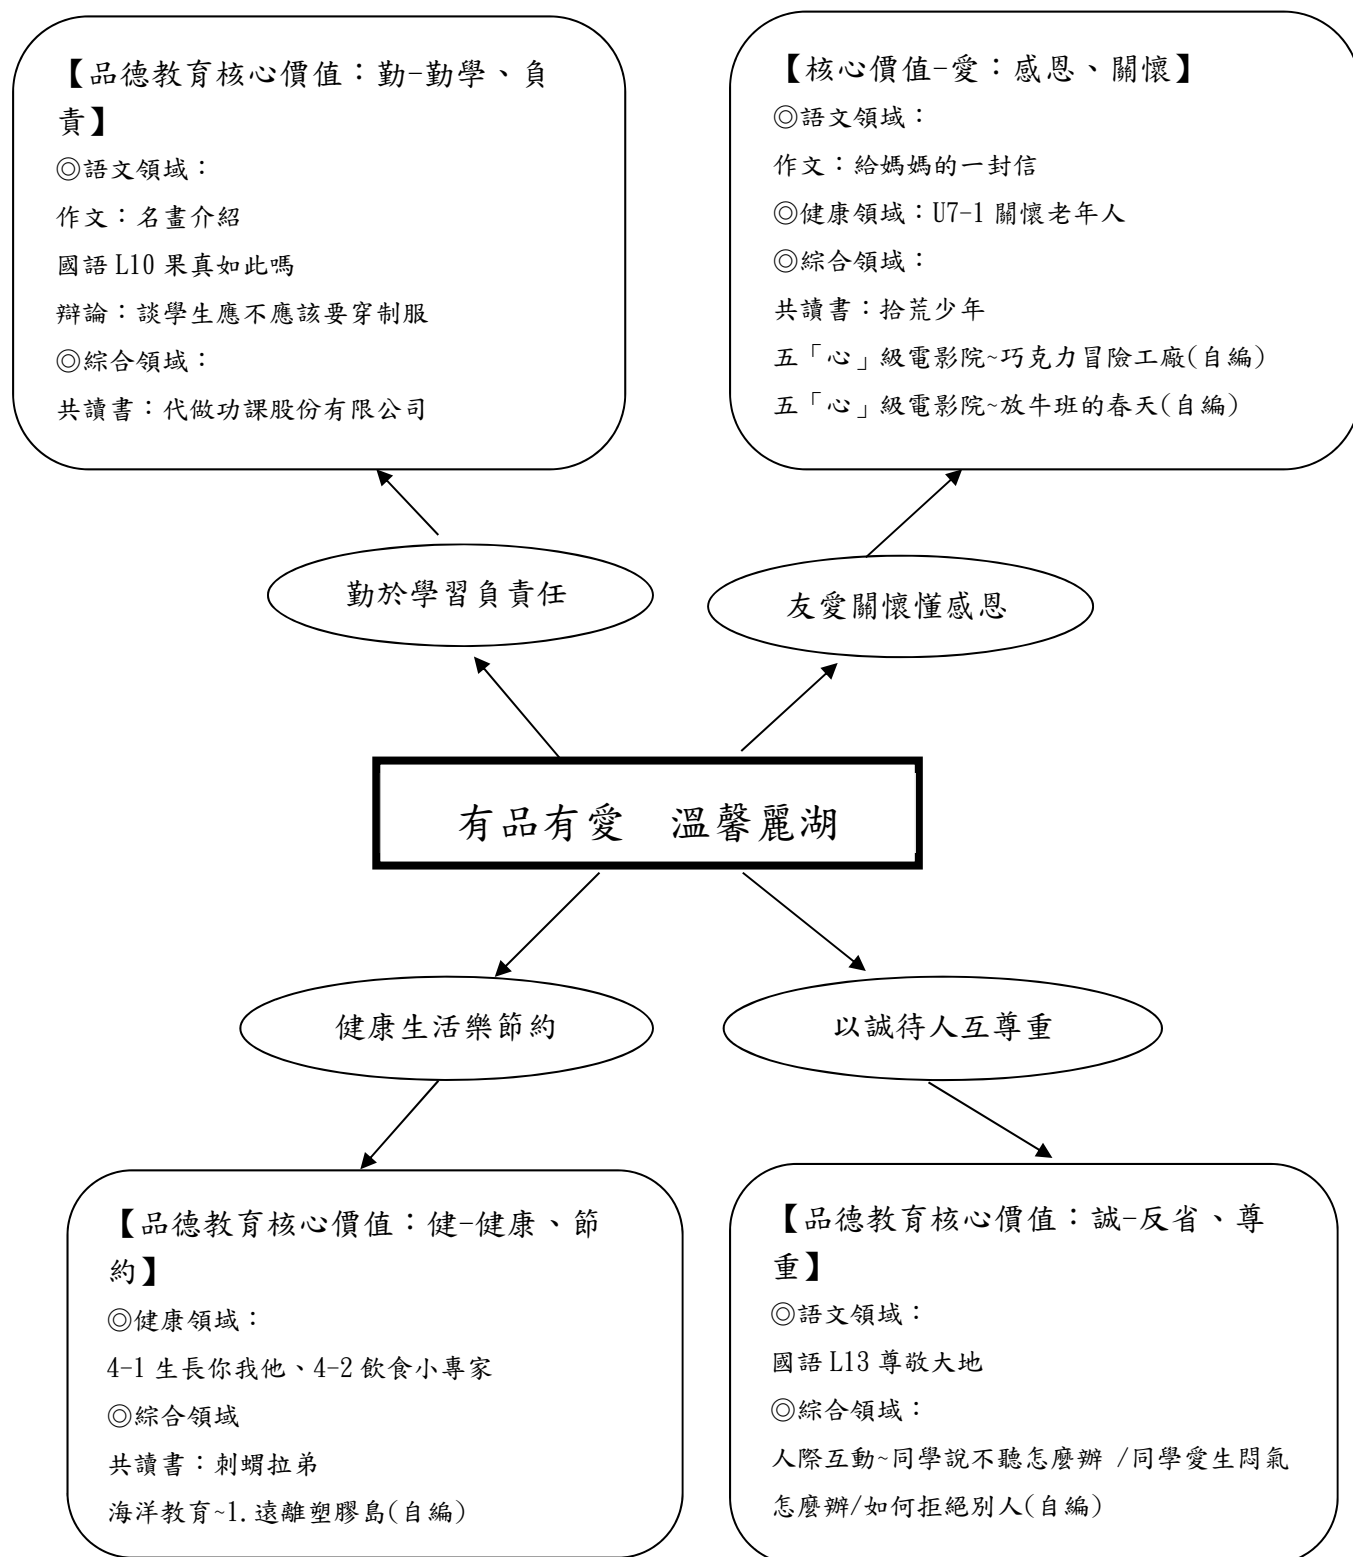 【品德教育核心價值：勤-勤學、負
責】
◎語文領域：
作文：名畫介紹
國語 L10 果真如此嗎
辯論：談學生應不應該要穿制服
◎綜合領域：
共讀書：代做功課股份有限公司
【核心價值-愛：感恩、關懷】
◎語文領域：
作文：給媽媽的一封信
◎健康領域：U7-1 關懷老年人
◎綜合領域：
共讀書：拾荒少年
五「心」級電影院~巧克力冒險工廠(自編)
五「心」級電影院~放牛班的春天(自編)
勤於學習負責任
友愛關懷懂感恩
有品有愛　溫馨麗湖
健康生活樂節約
以誠待人互尊重
【品德教育核心價值：健-健康、節
約】
◎健康領域：
4-1 生長你我他、4-2 飲食小專家
◎綜合領域
共讀書：刺蝟拉弟
海洋教育~1.遠離塑膠島(自編)
【品德教育核心價值：誠-反省、尊
重】
◎語文領域：
國語 L13 尊敬大地
◎綜合領域：
人際互動~同學說不聽怎麼辦 /同學愛生悶氣
怎麼辦/如何拒絕別人(自編)